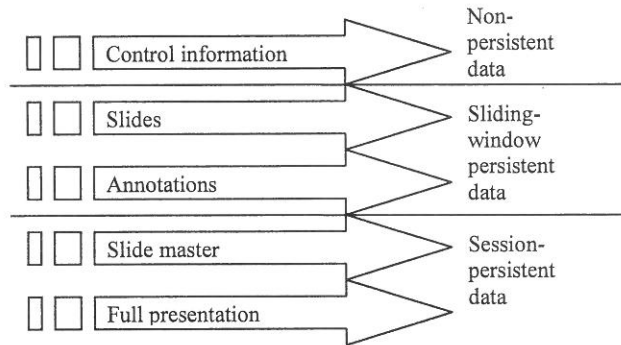 Control information
Non-
persistent
data
Slides
Annotations
Sliding-
window
persistent
data
Slide master
Full presentation
Session-
persistent
data